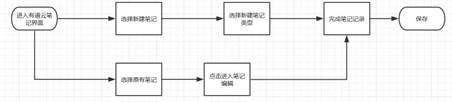 进入有道云笔
记界面
选择新建笔记
选择新建笔记
类型
完成笔记记录
保存
选择原有笔记
点击进入笔记
编辑